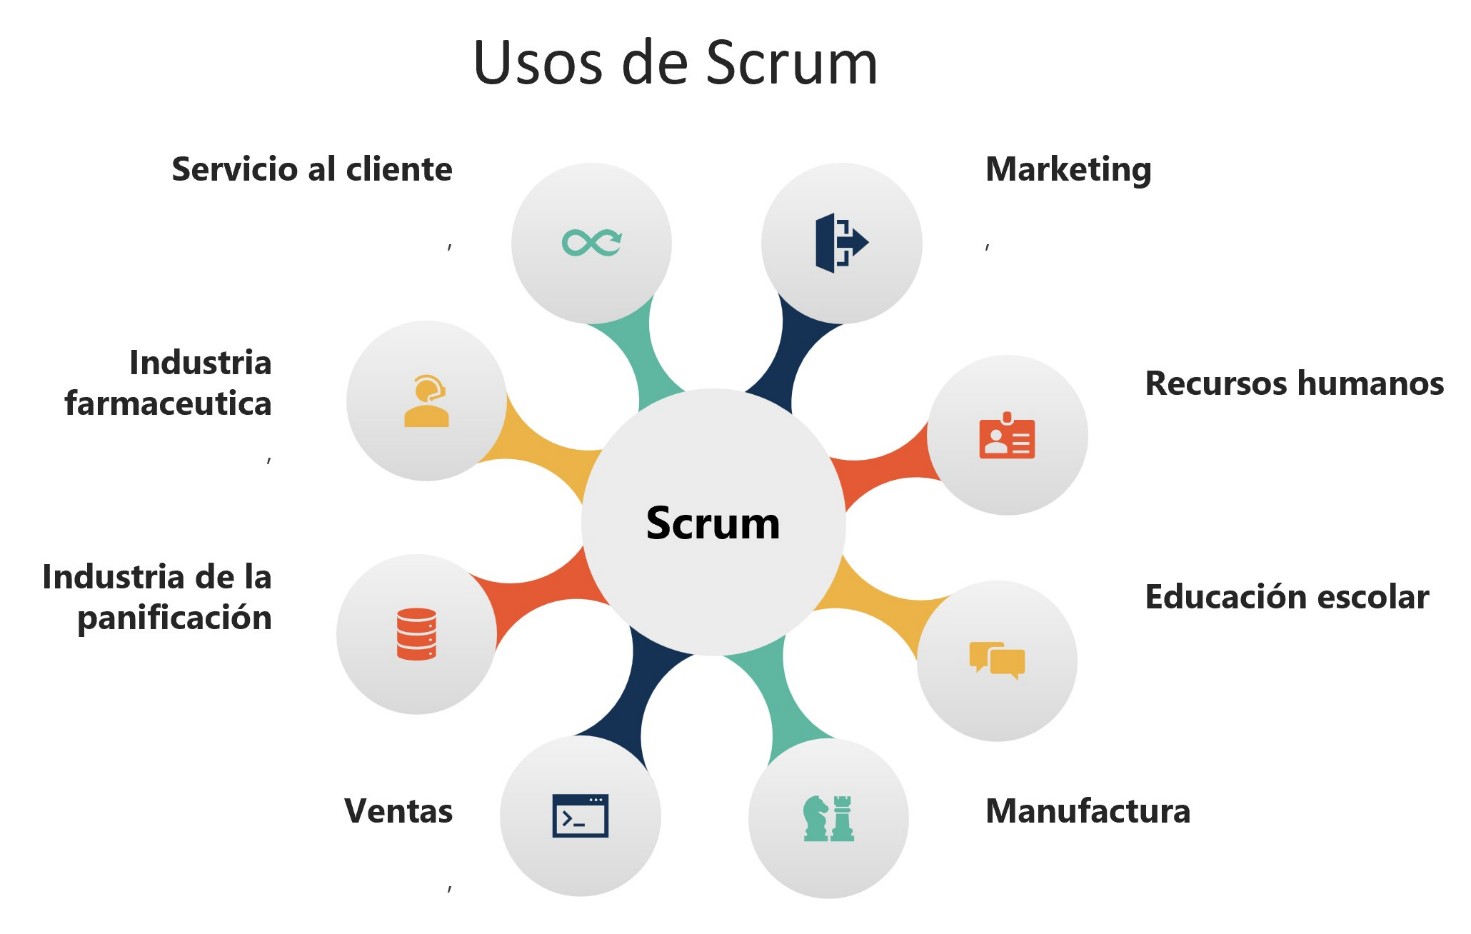 Usos de Scrum
Servicio al cliente
,
Marketing
,
Industria
farmaceutica
,
Recursos humanos
Scrum
Industria de la
panificación
Educación escolar
Ventas
,
Manufactura